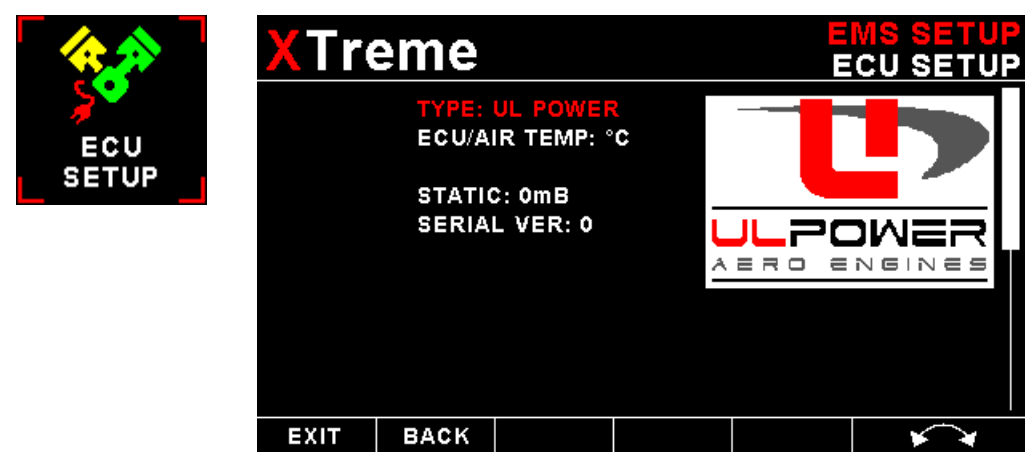 ECU
SETUP
XTreme
EMS SETUP
ECU SETUP
TYPE: UL POWER
ECU/AIR TEMP: °C
STATIC: 0mB
SERIAL VER: 0
ULPOWER
AERO ENGINES
EXIT
BACK